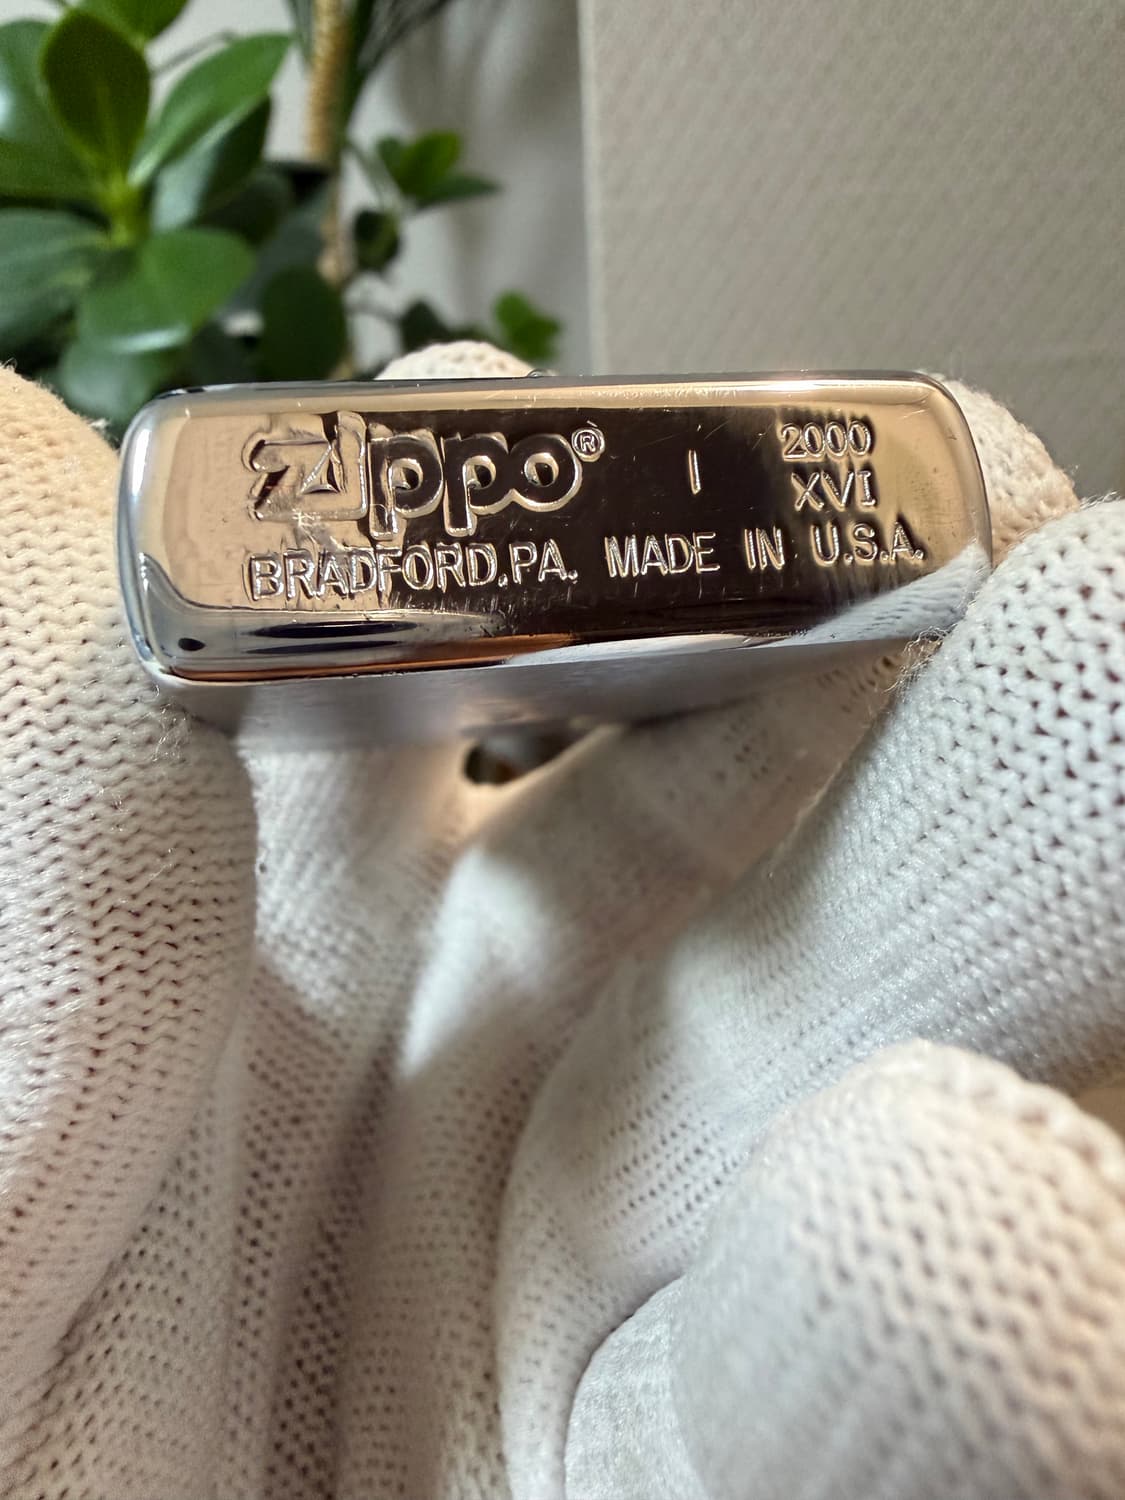 Zippo® I 2000
XVI
BRADFORD.PA. MADE IN U.S.A.